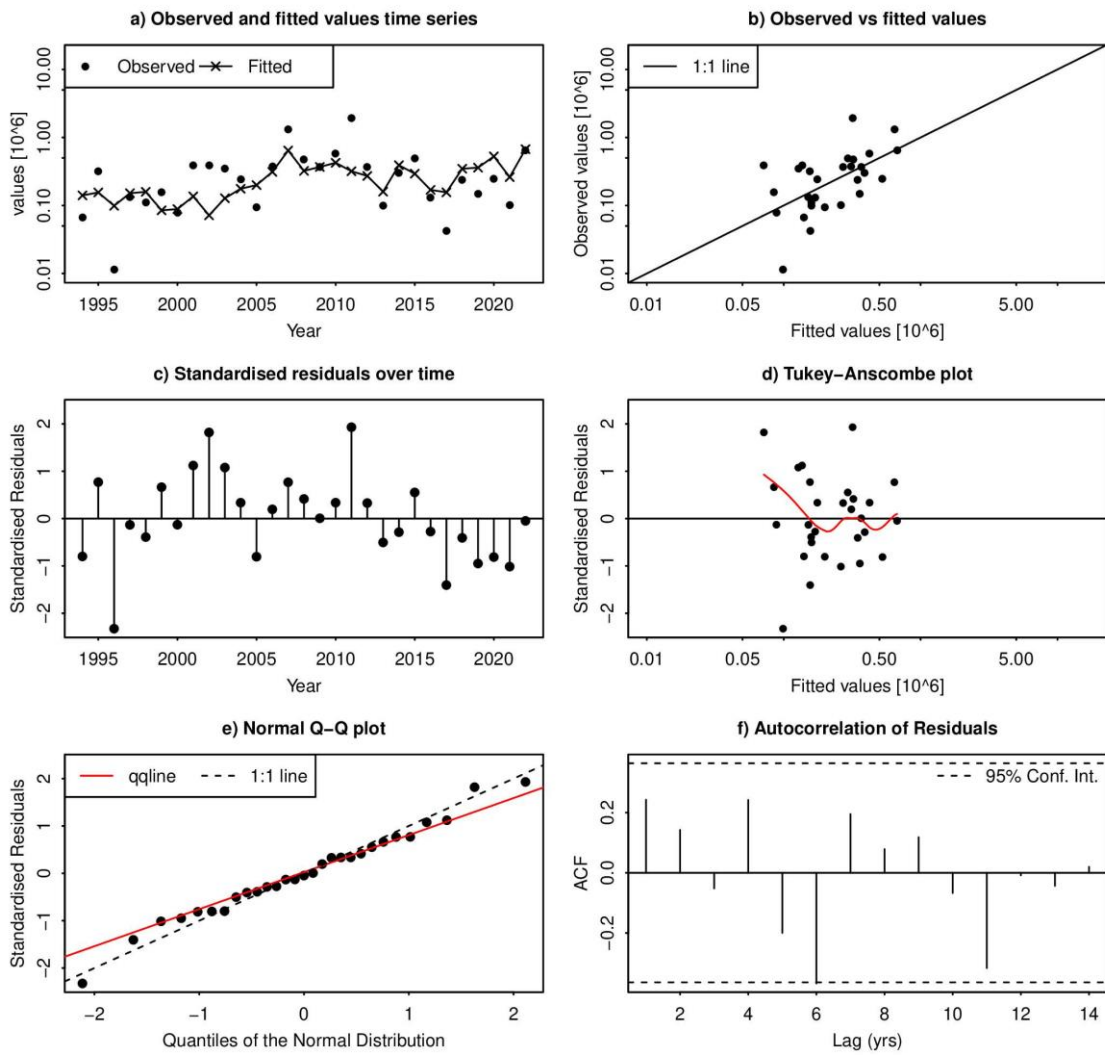 a) Observed and fitted values time series
Observed
Fitted
values [10^6]
10.00
1.00
0.10
0.01
1995 2000 2005 2010 2015 2020
Year
b) Observed vs fitted values
1:1 line
Observed values [10^6]
10.00
1.00
0.10
0.01
0.01 0.05 0.50 5.00
Fitted values [10^6]
c) Standardised residuals over time
Standardised Residuals
2
1
0
−1
−2
1995 2000 2005 2010 2015 2020
Year
d) Tukey−Anscombe plot
Standardised Residuals
2
1
0
−1
−2
0.01 0.05 0.50 5.00
Fitted values [10^6]
e) Normal Q−Q plot
qqline
1:1 line
Standardised Residuals
2
1
0
−1
−2
−2 −1 0 1 2
Quantiles of the Normal Distribution
f) Autocorrelation of Residuals
95% Conf. Int.
ACF
0.2
0.0
−0.2
2 4 6 8 10 12 14
Lag (yrs)